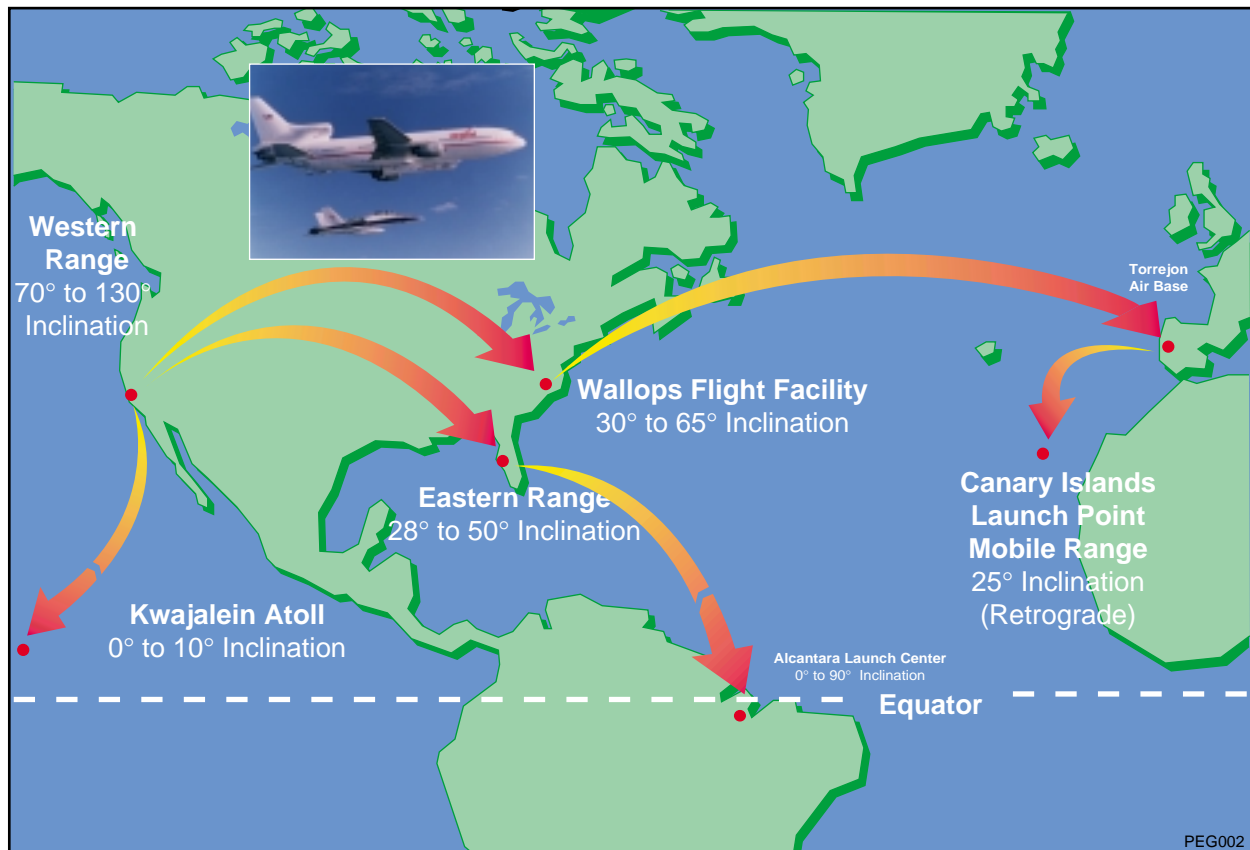 Western
Range
70° to 130°
Inclination
Torrejon
Air Base
Wallops Flight Facility
30° to 65° Inclination
Eastern Range
28° to 50° Inclination
Canary Islands
Launch Point
Mobile Range
25° Inclination
(Retrograde)
Kwajalein Atoll
0° to 10° Inclination
Alcantara Launch Center
0° to 90° Inclination
Equator
PEG002